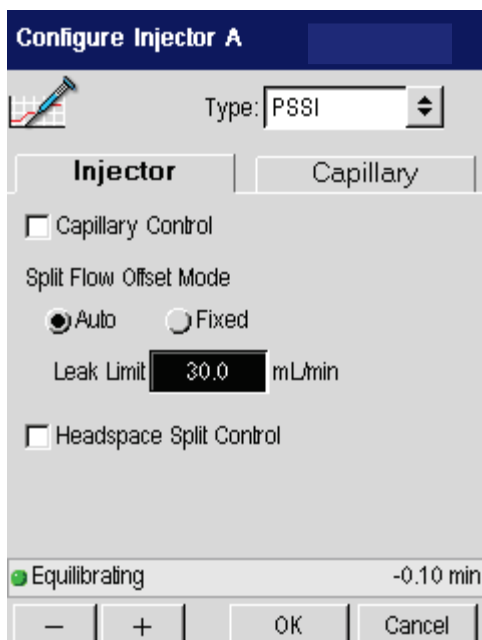 Configure Injector A
Type: PSSI
Injector Capillary
Capillary Control
Split Flow Offset Mode
Auto Fixed
Leak Limit 30.0 mL/min
Headspace Split Control
Equilibrating -0.10 min
− + OK Cancel